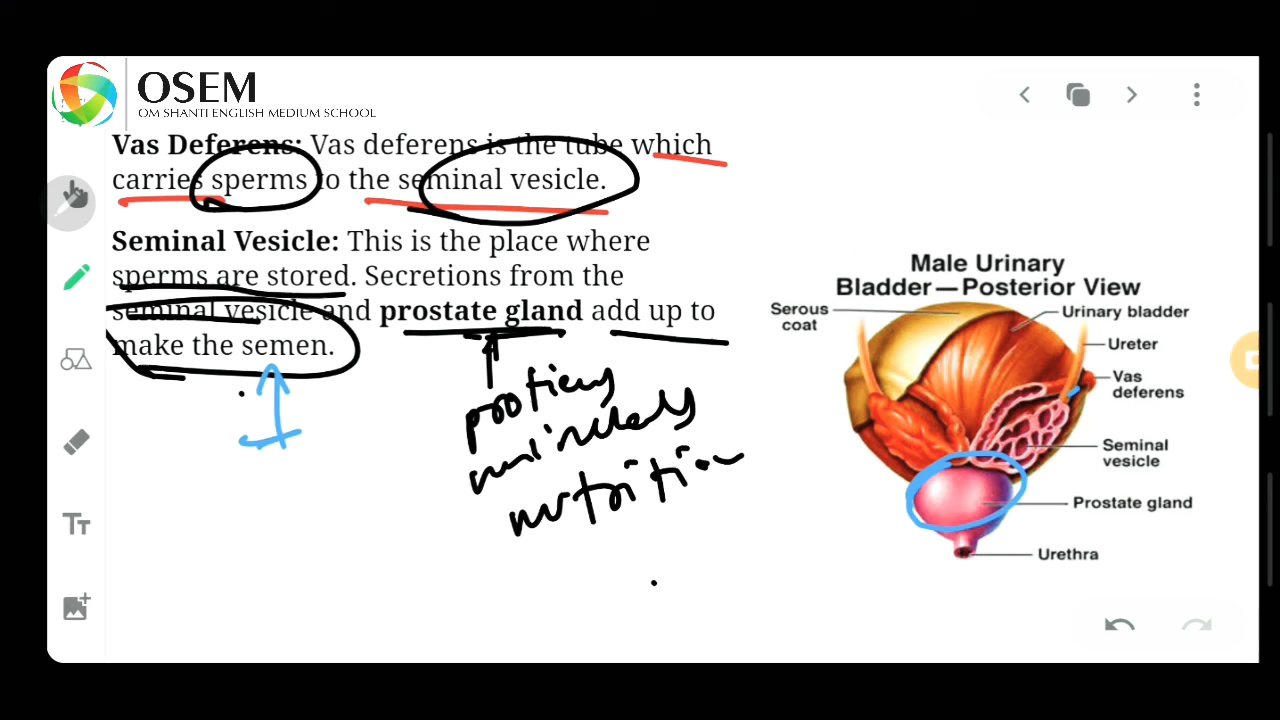 OSEM
OM SHANTI ENGLISH MEDIUM SCHOOL
Vas Deferens: Vas deferens is the tube which
carries sperms to the seminal vesicle.
Seminal Vesicle: This is the place where
sperms are stored. Secretions from the
seminal vesicle and prostate gland add up to
make the semen.
protiens
minerals
nutrition
Male Urinary
Bladder—Posterior View
Serous
coat
Urinary bladder
Ureter
Vas
deferens
Seminal
vesicle
Prostate gland
Urethra
TT